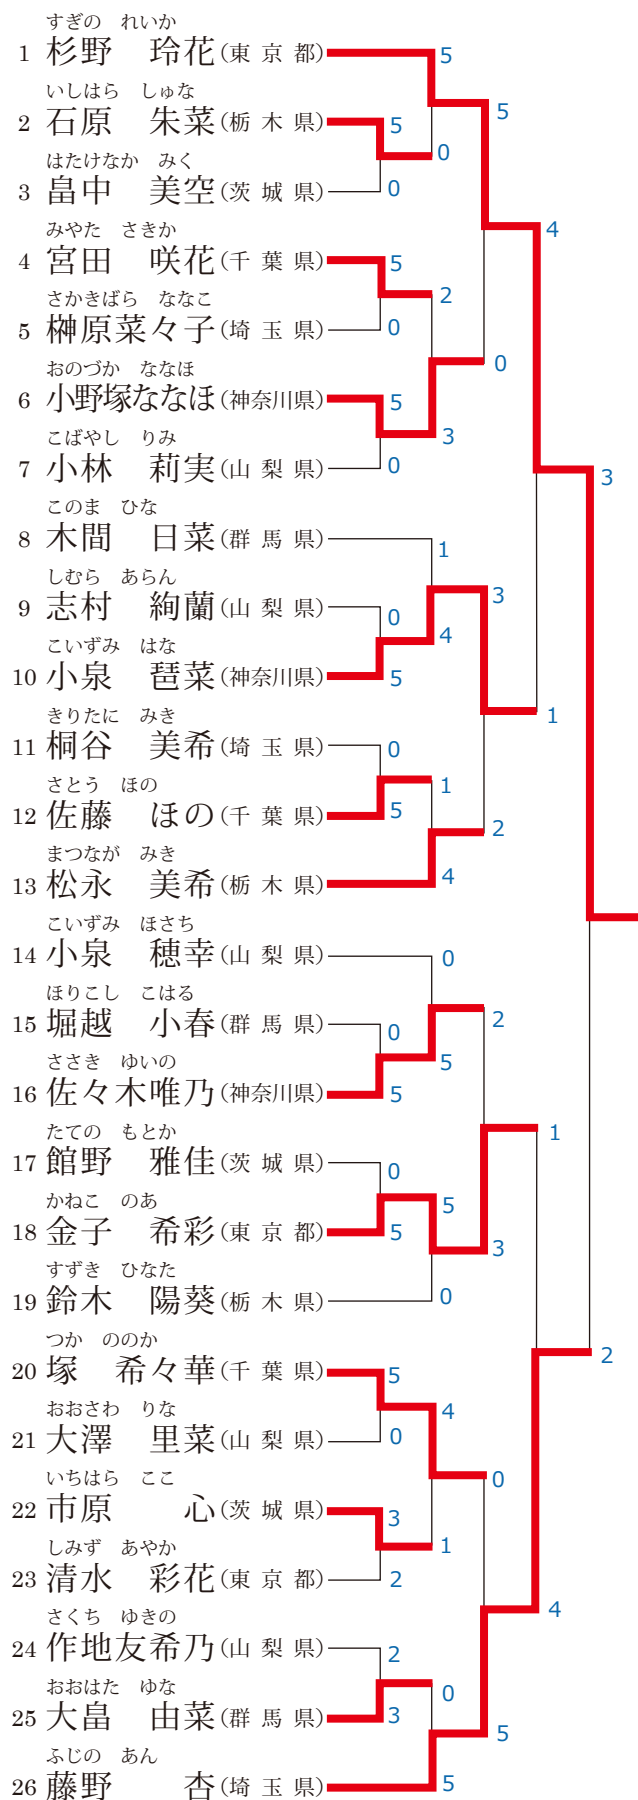 すぎの　れいか
1 杉野　玲花(東 京 都)
5
いしはら　しゅな
5
2 石原　朱菜(栃 木 県)
5
0
はたけなか　みく
3 畠中　美空(茨 城 県)
0
みやた　さきか
4
4 宮田　咲花(千 葉 県)
5
2
さかきばら　ななこ
5 榊原菜々子(埼 玉 県)
0
おのづか　ななほ
0
6 小野塚ななほ(神奈川県)
5
3
こばやし　りみ
7 小林　莉実(山 梨 県)
0
3
このま　ひな
8 木間　日菜(群 馬 県)
1
しむら　あらん
3
9 志村　絢蘭(山 梨 県)
0
4
こいずみ　はな
10 小泉　琶菜(神奈川県)
5
きりたに　みき
1
11 桐谷　美希(埼 玉 県)
0
さとう　ほの
1
12 佐藤　ほの(千 葉 県)
5
2
まつなが　みき
13 松永　美希(栃 木 県)
4
こいずみ　ほさち
14 小泉　穂幸(山 梨 県)
0
ほりこし　こはる
2
15 堀越　小春(群 馬 県)
0
5
ささき　ゆいの
16 佐々木唯乃(神奈川県)
5
たての　もとか
1
17 館野　雅佳(茨 城 県)
0
かねこ　のあ
5
18 金子　希彩(東 京 都)
5
3
すずき　ひなた
19 鈴木　陽葵(栃 木 県)
0
つか　ののか
2
20 塚　希々華(千 葉 県)
5
おおさわ　りな
4
21 大澤　里菜(山 梨 県)
0
いちはら　ここ
0
22 市原　　心(茨 城 県)
3
1
しみず　あやか
23 清水　彩花(東 京 都)
2
さくち　ゆきの
4
24 作地友希乃(山 梨 県)
2
おおはた　ゆな
0
25 大畠　由菜(群 馬 県)
3
5
ふじの　あん
26 藤野　　杏(埼 玉 県)
5